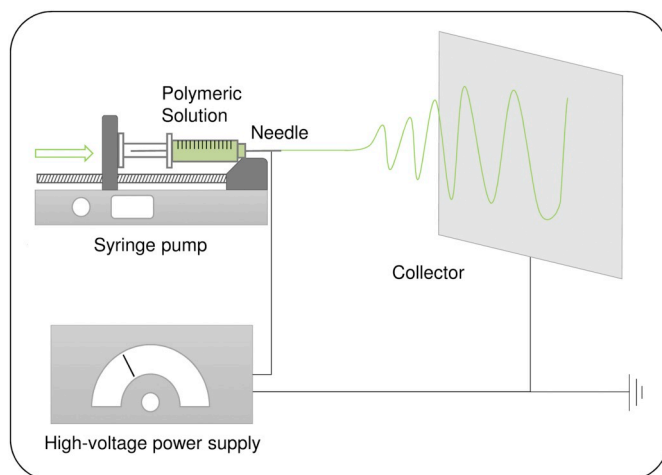 Polymeric
Solution
Needle
Syringe pump
Collector
High-voltage power supply